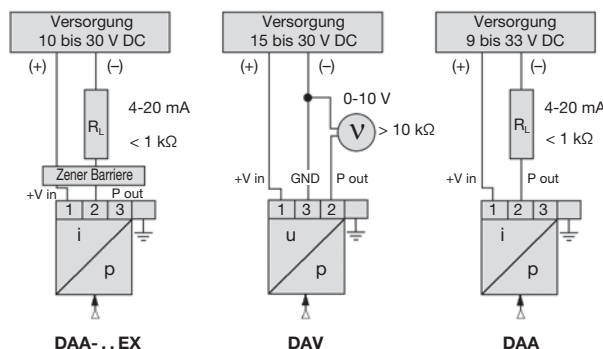 Versorgung
10 bis 30 V DC
(+)
(–)
R_L
4-20 mA
< 1 kΩ
Zener Barriere
+V in
P out
1 2 3
i
p
DAA- . . EX
Versorgung
15 bis 30 V DC
(+)
(–)
0-10 V
V
> 10 kΩ
+V in
GND
P out
1 3 2
u
p
DAV
Versorgung
9 bis 33 V DC
(+)
(–)
R_L
4-20 mA
< 1 kΩ
+V in
P out
1 2 3
i
p
DAA